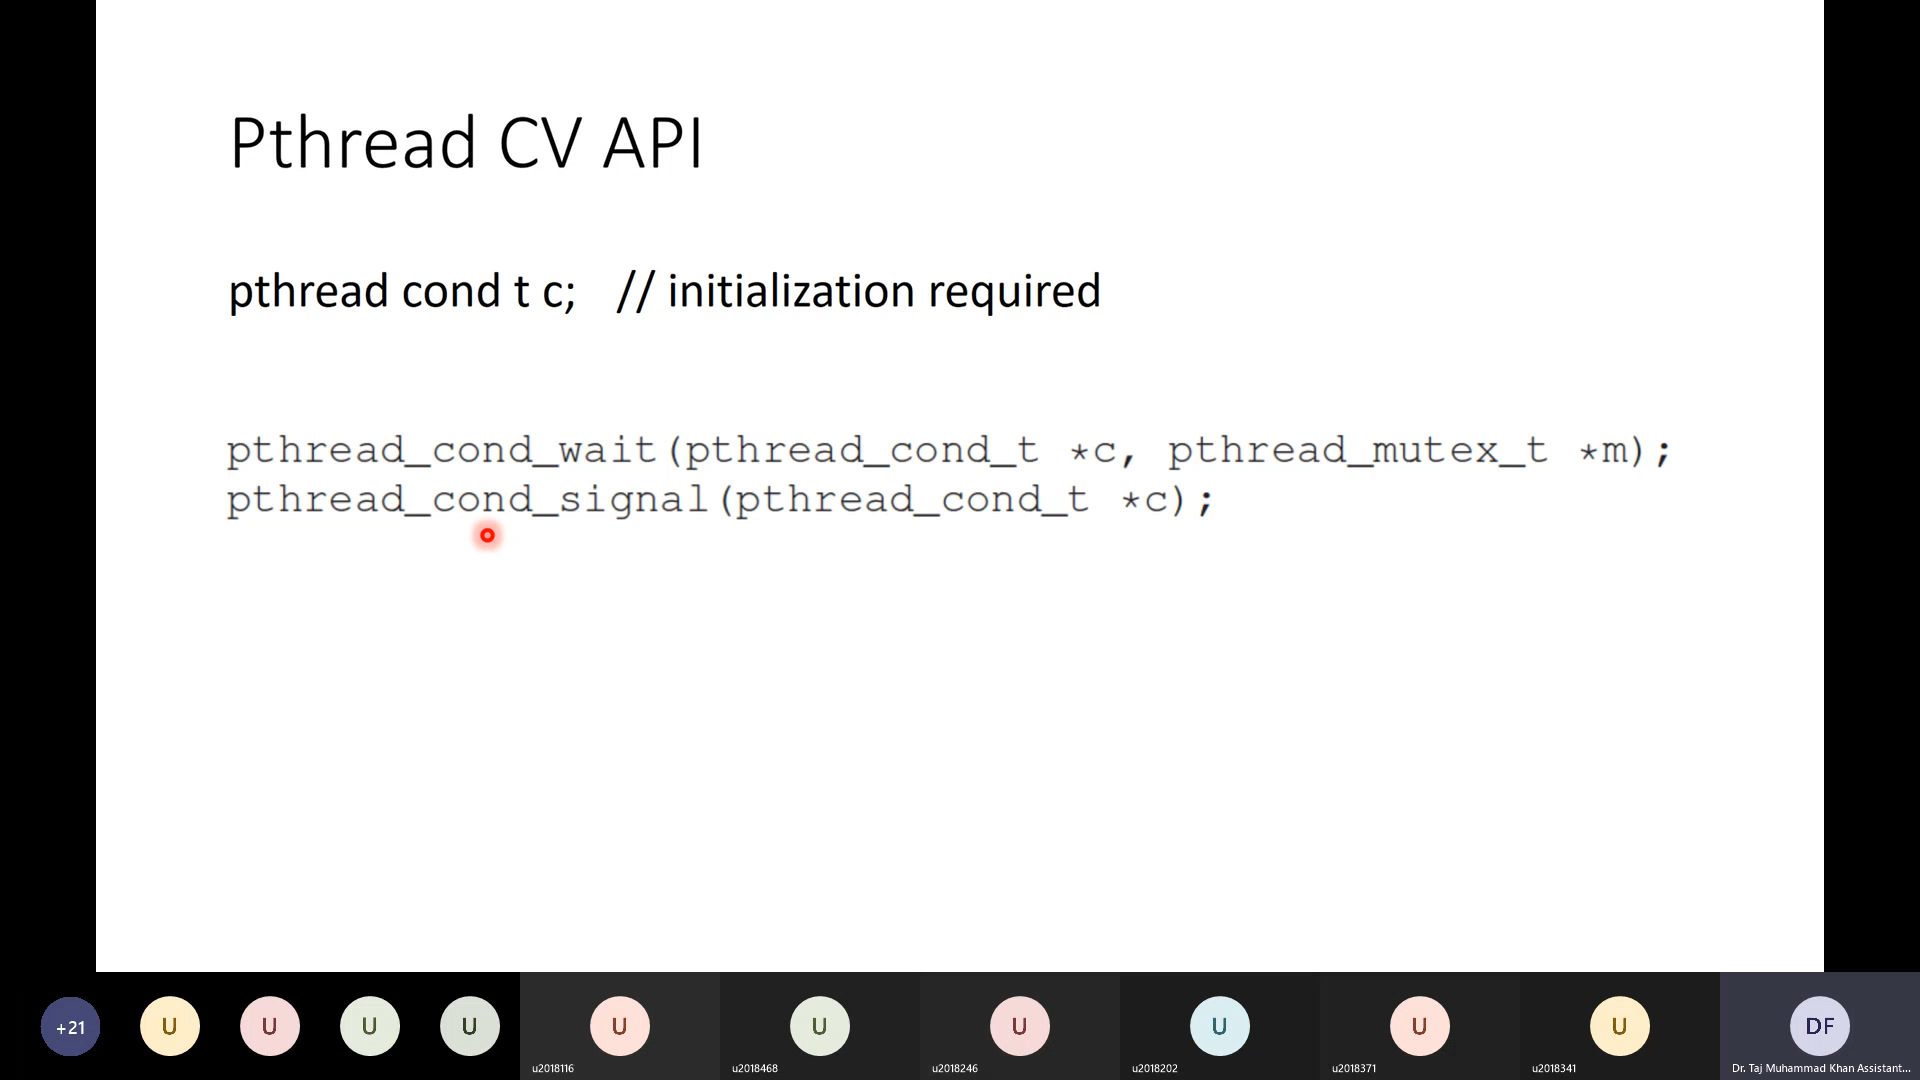 Pthread CV API
pthread cond t c; // initialization required
pthread_cond_wait(pthread_cond_t *c, pthread_mutex_t *m);
pthread_cond_signal(pthread_cond_t *c);
+21
U
U
U
U
U
U
U
U
U
U
DF
u2018116
u2018468
u2018246
u2018202
u2018371
u2018341
Dr. Taj Muhammad Khan Assistant...